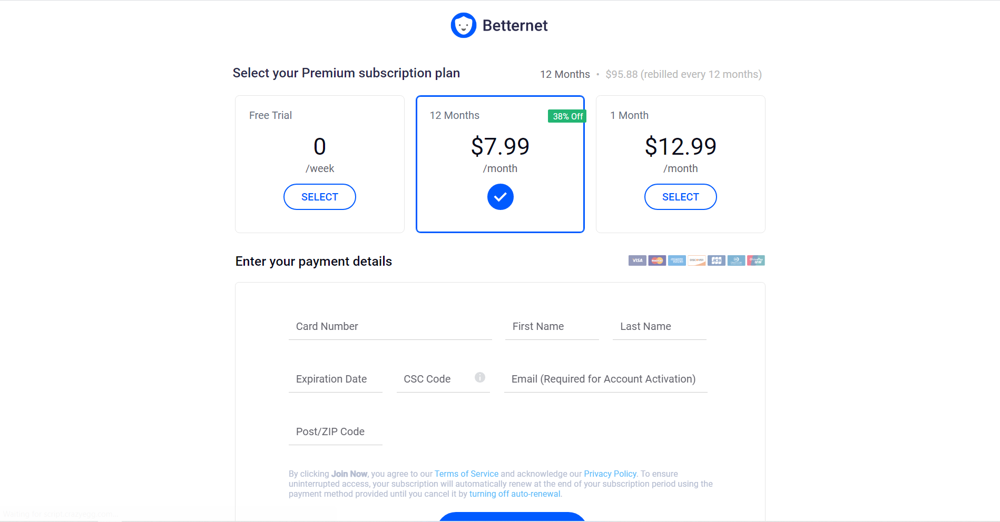 Betternet
Select your Premium subscription plan
12 Months • $95.88 (rebilled every 12 months)
Free Trial
0
/week
SELECT
12 Months
38% Off
$7.99
/month
1 Month
$12.99
/month
SELECT
Enter your payment details
VISA
MasterCard
DISCOVER
JCB
UnionPay
Card Number
First Name
Last Name
Expiration Date
CSC Code
Email (Required for Account Activation)
Post/ZIP Code
By clicking Join Now, you agree to our Terms of Service and acknowledge our Privacy Policy. To ensure
uninterrupted access, your subscription will automatically renew at the end of your subscription period using the
payment method provided until you cancel it by turning off auto-renewal.
Waiting for script.crazyegg.com...